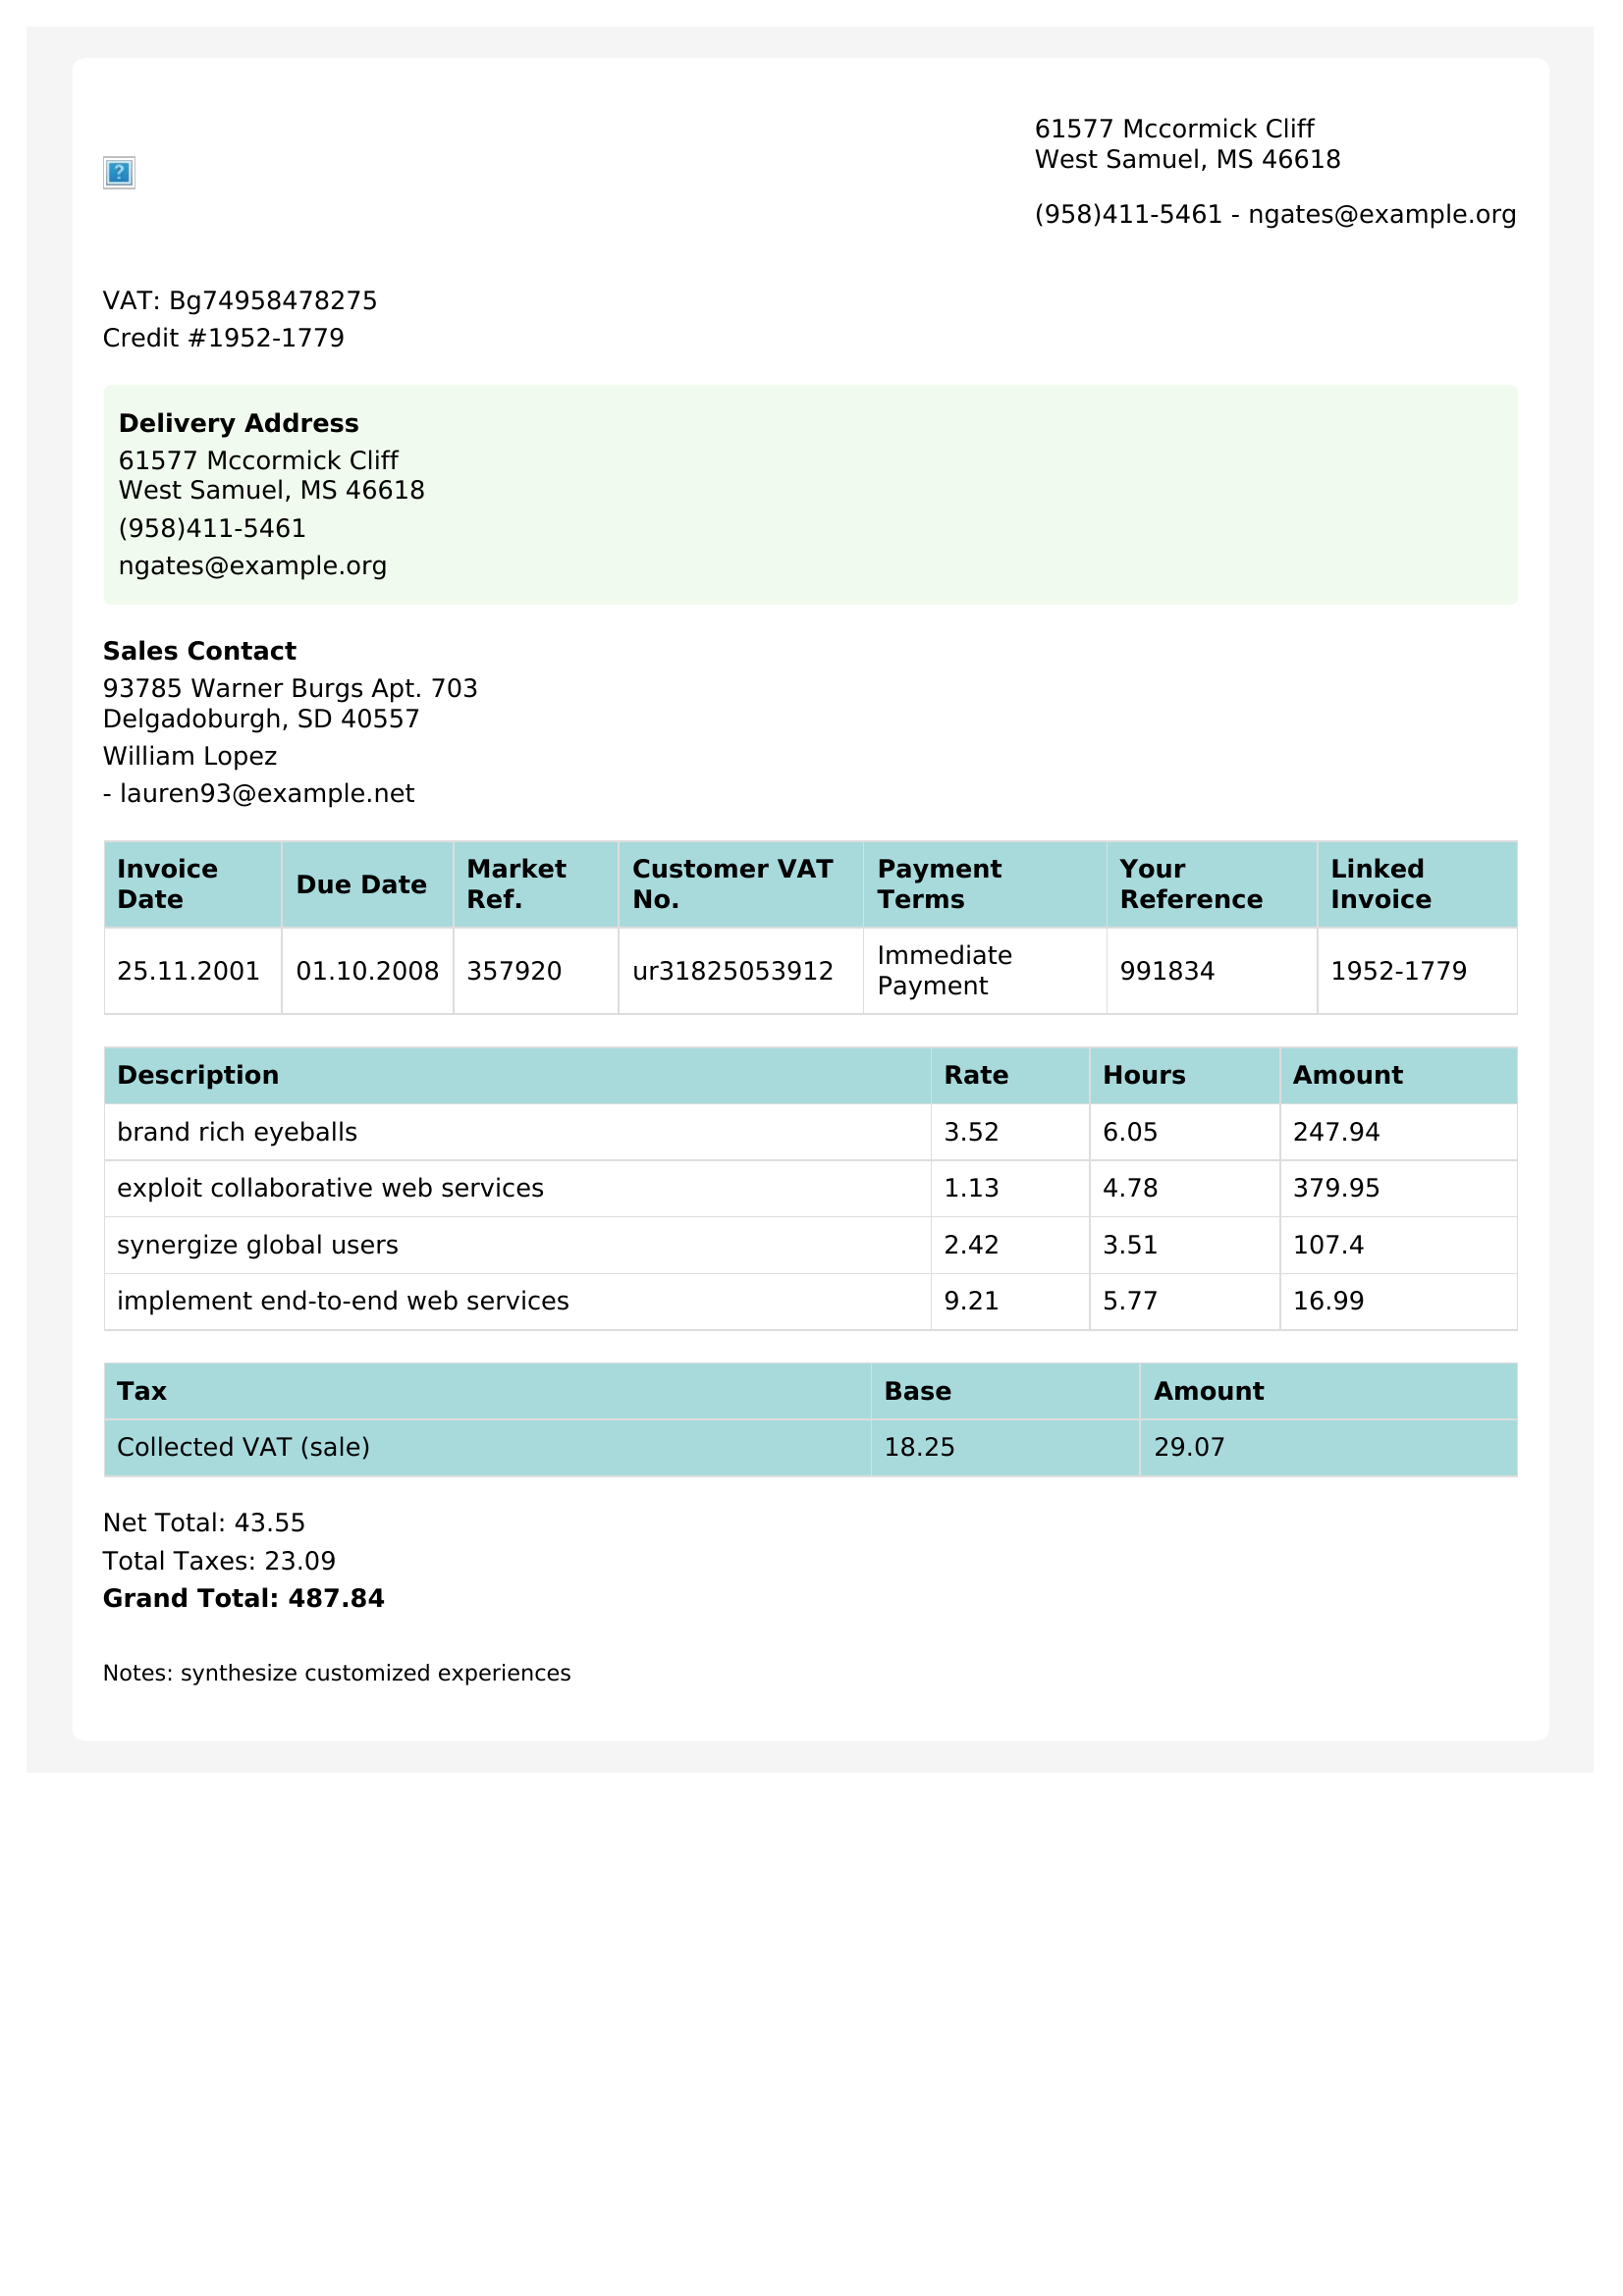 61577 Mccormick Cliff
West Samuel, MS 46618
(958)411-5461 - ngates@example.org
VAT: Bg74958478275
Credit #1952-1779
Delivery Address
61577 Mccormick Cliff
West Samuel, MS 46618
(958)411-5461
ngates@example.org
Sales Contact
93785 Warner Burgs Apt. 703
Delgadoburgh, SD 40557
William Lopez
- lauren93@example.net
Invoice Date Due Date Market Ref. Customer VAT No. Payment Terms Your Reference Linked Invoice
25.11.2001 01.10.2008 357920 ur31825053912 Immediate Payment 991834 1952-1779
Description Rate Hours Amount
brand rich eyeballs 3.52 6.05 247.94
exploit collaborative web services 1.13 4.78 379.95
synergize global users 2.42 3.51 107.4
implement end-to-end web services 9.21 5.77 16.99
Tax Base Amount
Collected VAT (sale) 18.25 29.07
Net Total: 43.55
Total Taxes: 23.09
Grand Total: 487.84
Notes: synthesize customized experiences